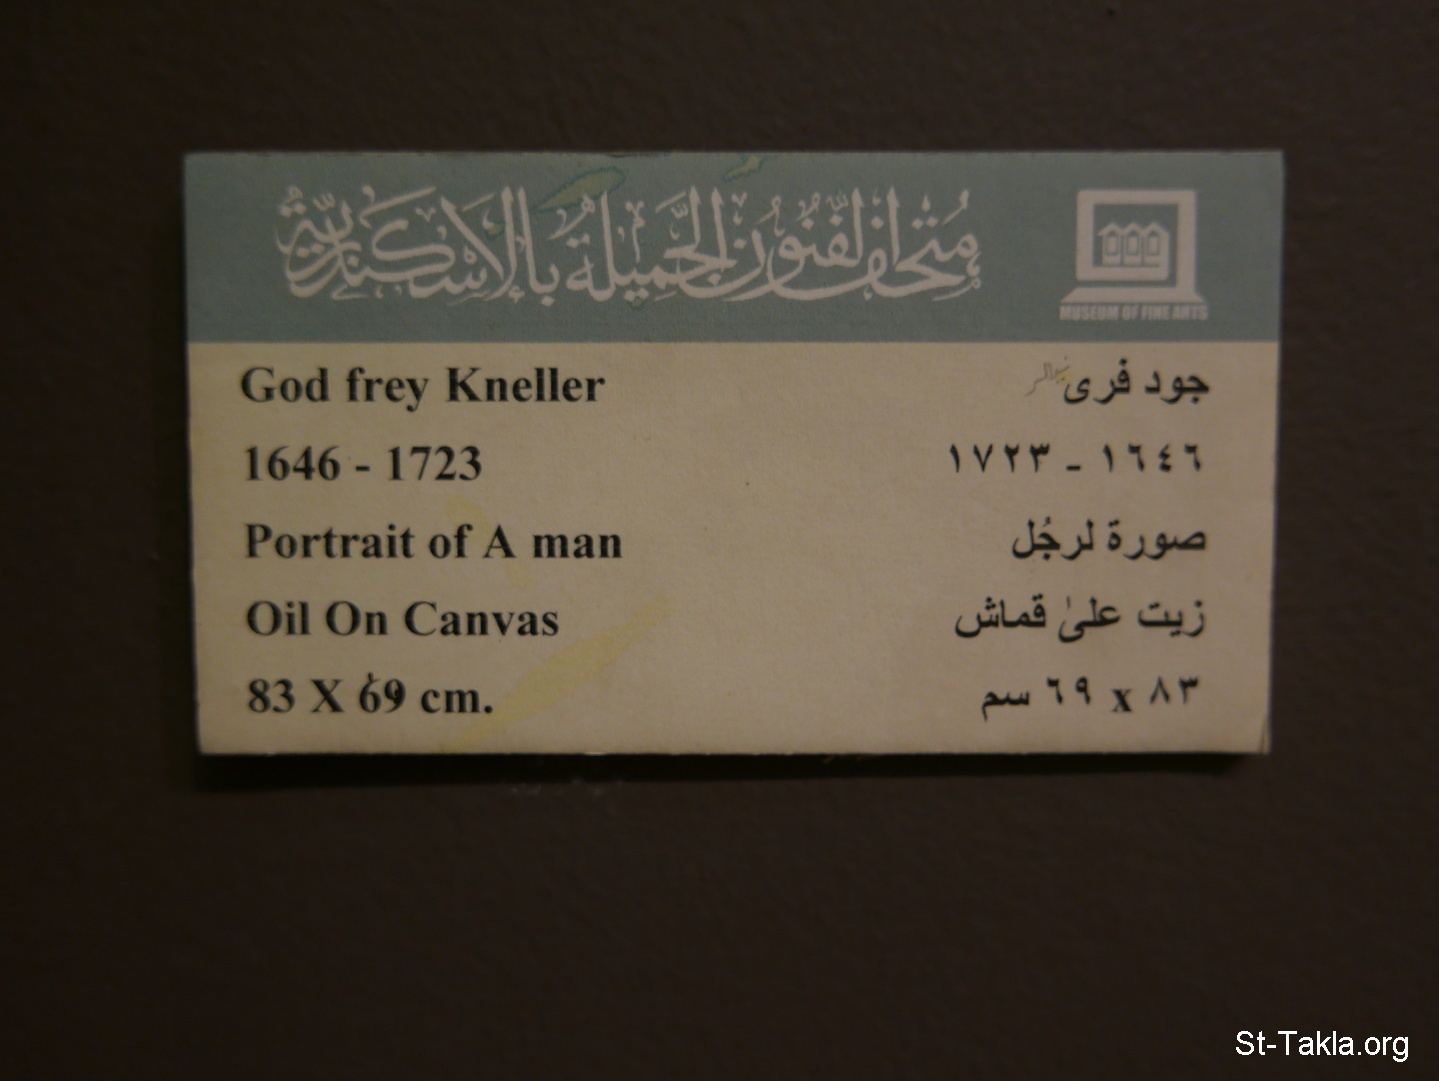 متحف الفنون الجميلة بالاسكندرية
MUSEUM OF FINE ARTS
God frey Kneller
جود فرى
1646 - 1723
١٦٤٦ - ١٧٢٣
Portrait of A man
صورة لرجُل
Oil On Canvas
زيت علىٰ قماش
83 X 69 cm.
٨٣ x ٦٩ سم
St-Takla.org